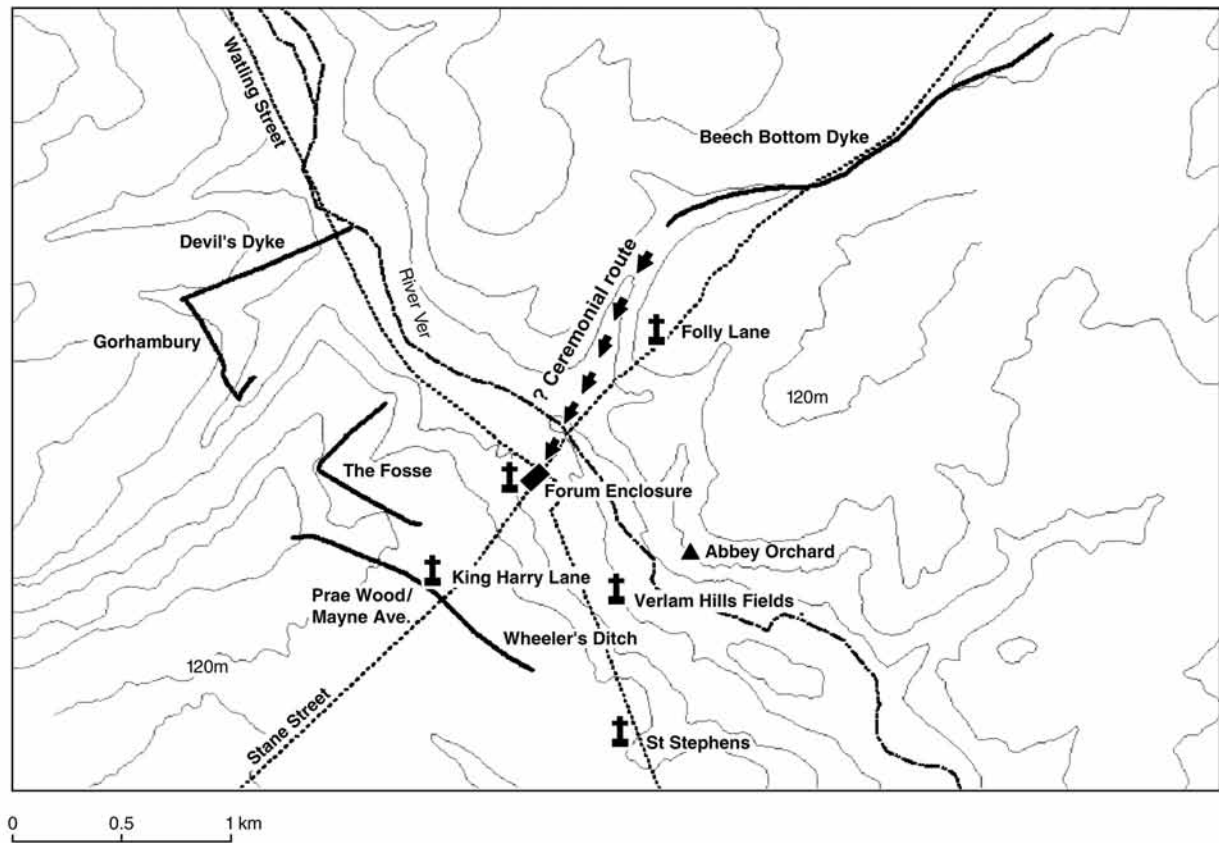 Watling Street
Beech Bottom Dyke
Devil's Dyke
River Ver
? Ceremonial route
Gorhambury
Folly Lane
120m
The Fosse
Forum Enclosure
Abbey Orchard
King Harry Lane
Prae Wood/
Mayne Ave.
Verlam Hills Fields
Wheeler's Ditch
120m
Stane Street
St Stephens
0 0.5 1 km